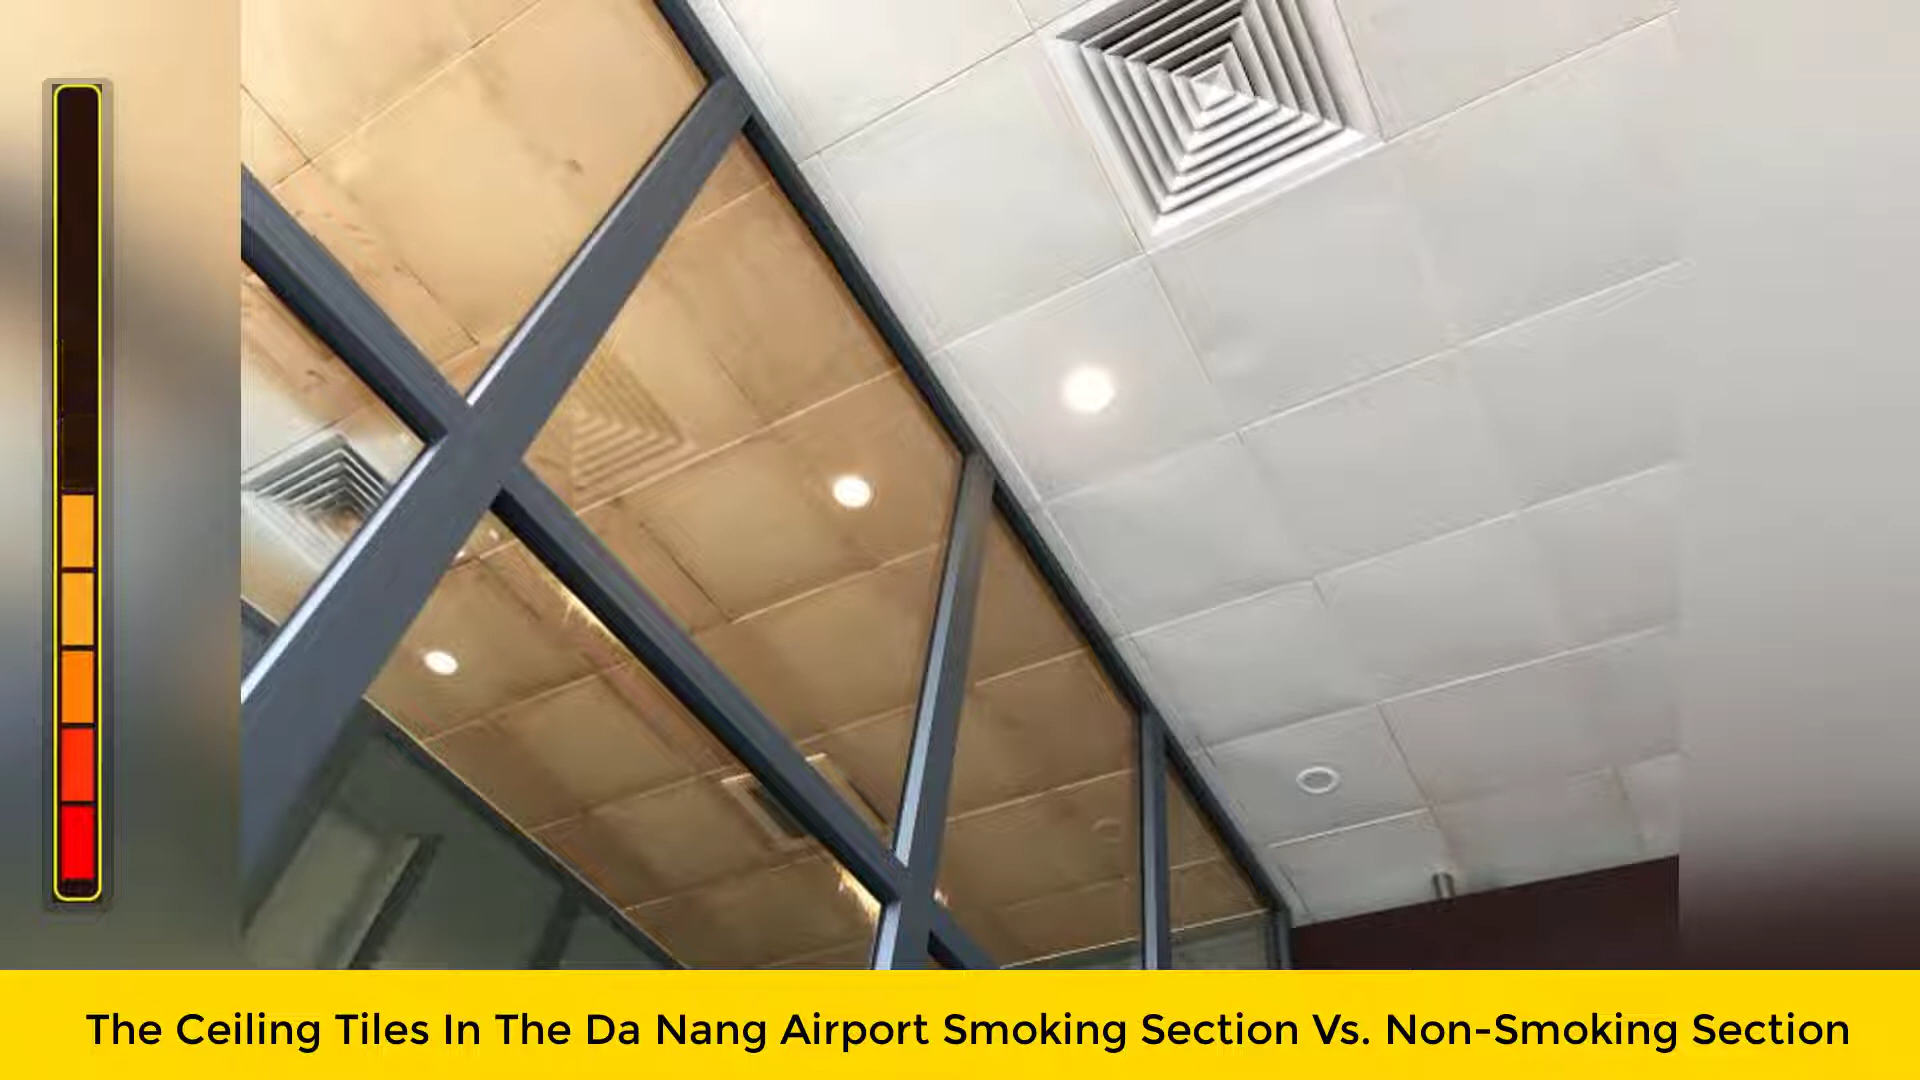 The Ceiling Tiles In The Da Nang Airport Smoking Section Vs. Non-Smoking Section